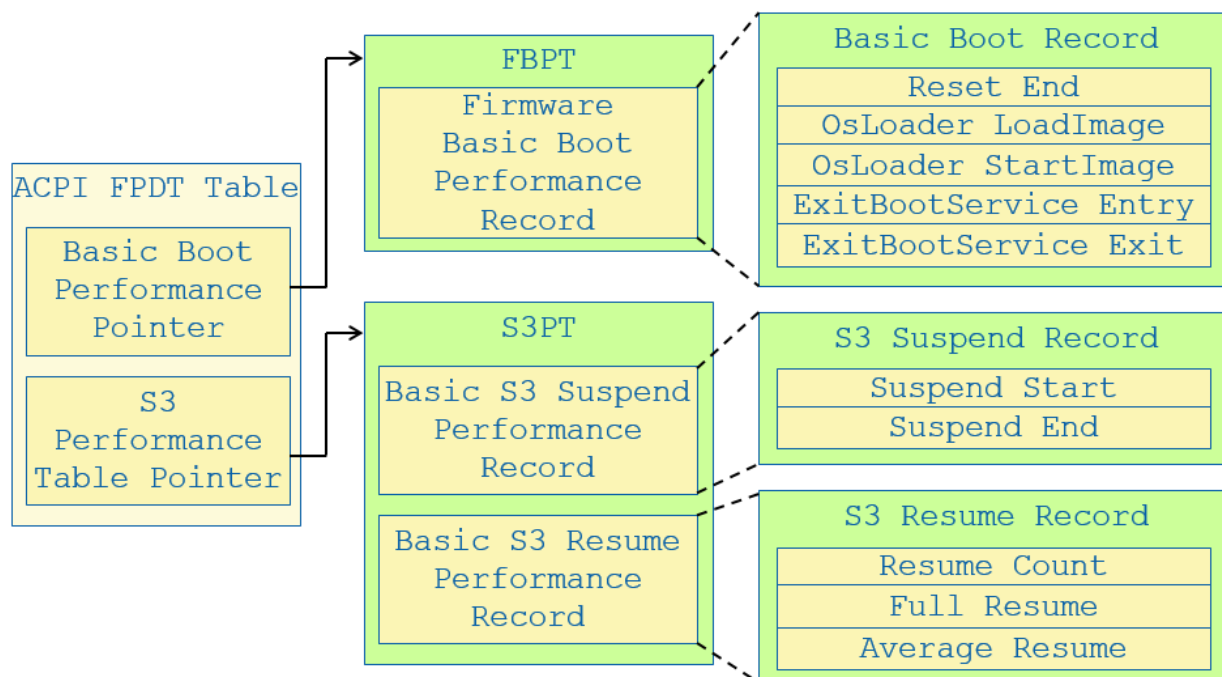 ACPI FPDT Table
Basic Boot
Performance
Pointer
S3
Performance
Table Pointer
FBPT
Firmware
Basic Boot
Performance
Record
S3PT
Basic S3 Suspend
Performance
Record
Basic S3 Resume
Performance
Record
Basic Boot Record
Reset End
OsLoader LoadImage
OsLoader StartImage
ExitBootService Entry
ExitBootService Exit
S3 Suspend Record
Suspend Start
Suspend End
S3 Resume Record
Resume Count
Full Resume
Average Resume